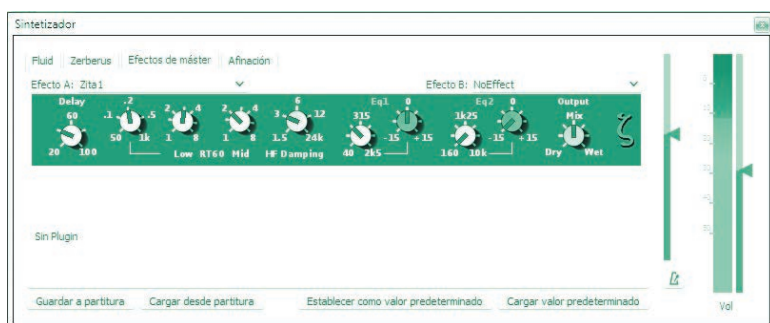 Sintetizador
Fluid Zerberus Efectos de máster Afinación
Efecto A: Zita1 Efecto B: NoEffect
Delay .2 6 Eq1 0 Eq2 0 Output
60 .1 .5 2 4 2 4 3 12 315 1k25 Mix
20 100 50 1k 1 8 1 8 1.5 24k 40 2k5 -15 +15 160 10k -15 +15 Dry Wet
Low RT60 Mid HF Damping
Sin Plugin
Guardar a partitura Cargar desde partitura Establecer como valor predeterminado Cargar valor predeterminado
Vol